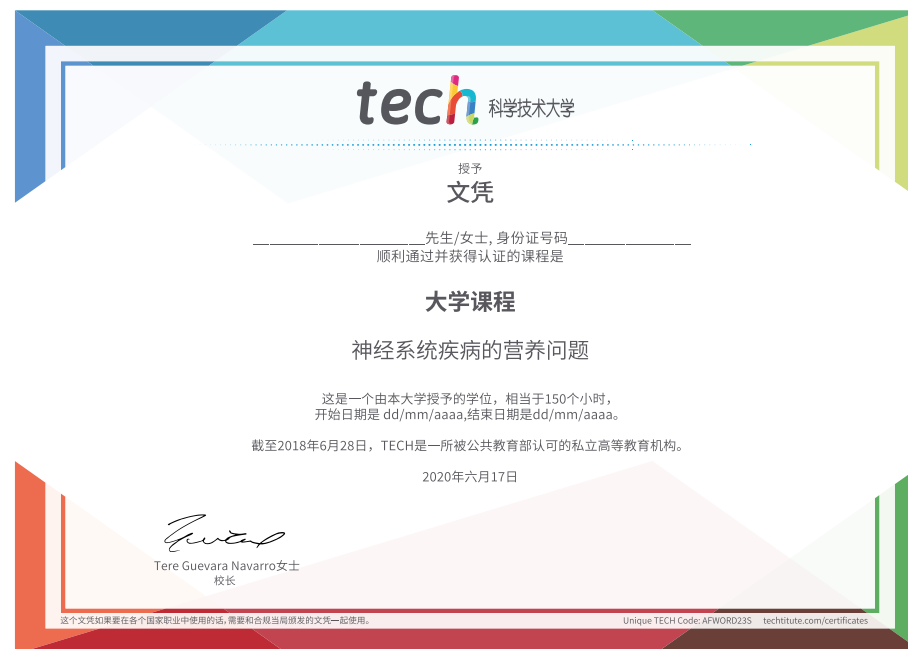 tech 科学技术大学
授予
文凭
________________________先生/女士, 身份证号码_________________
顺利通过并获得认证的课程是
大学课程
神经系统疾病的营养问题
这是一个由本大学授予的学位，相当于150个小时，
开始日期是 dd/mm/aaaa,结束日期是dd/mm/aaaa。
截至2018年6月28日，TECH是一所被公共教育部认可的私立高等教育机构。
2020年六月17日
Tere Guevara Navarro女士
校长
这个文凭如果要在各个国家职业中使用的话,需要和合规当局颁发的文凭一起使用。
Unique TECH Code: AFWORD23S techtitute.com/certificates